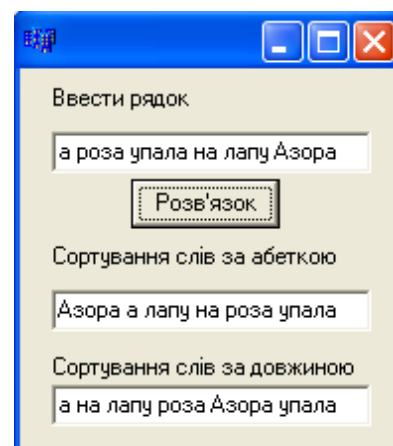 Ввести рядок
а роза упала на лапу Азора
Розв'язок
Сортування слів за абеткою
Азора а лапу на роза упала
Сортування слів за довжиною
а на лапу роза Азора упала